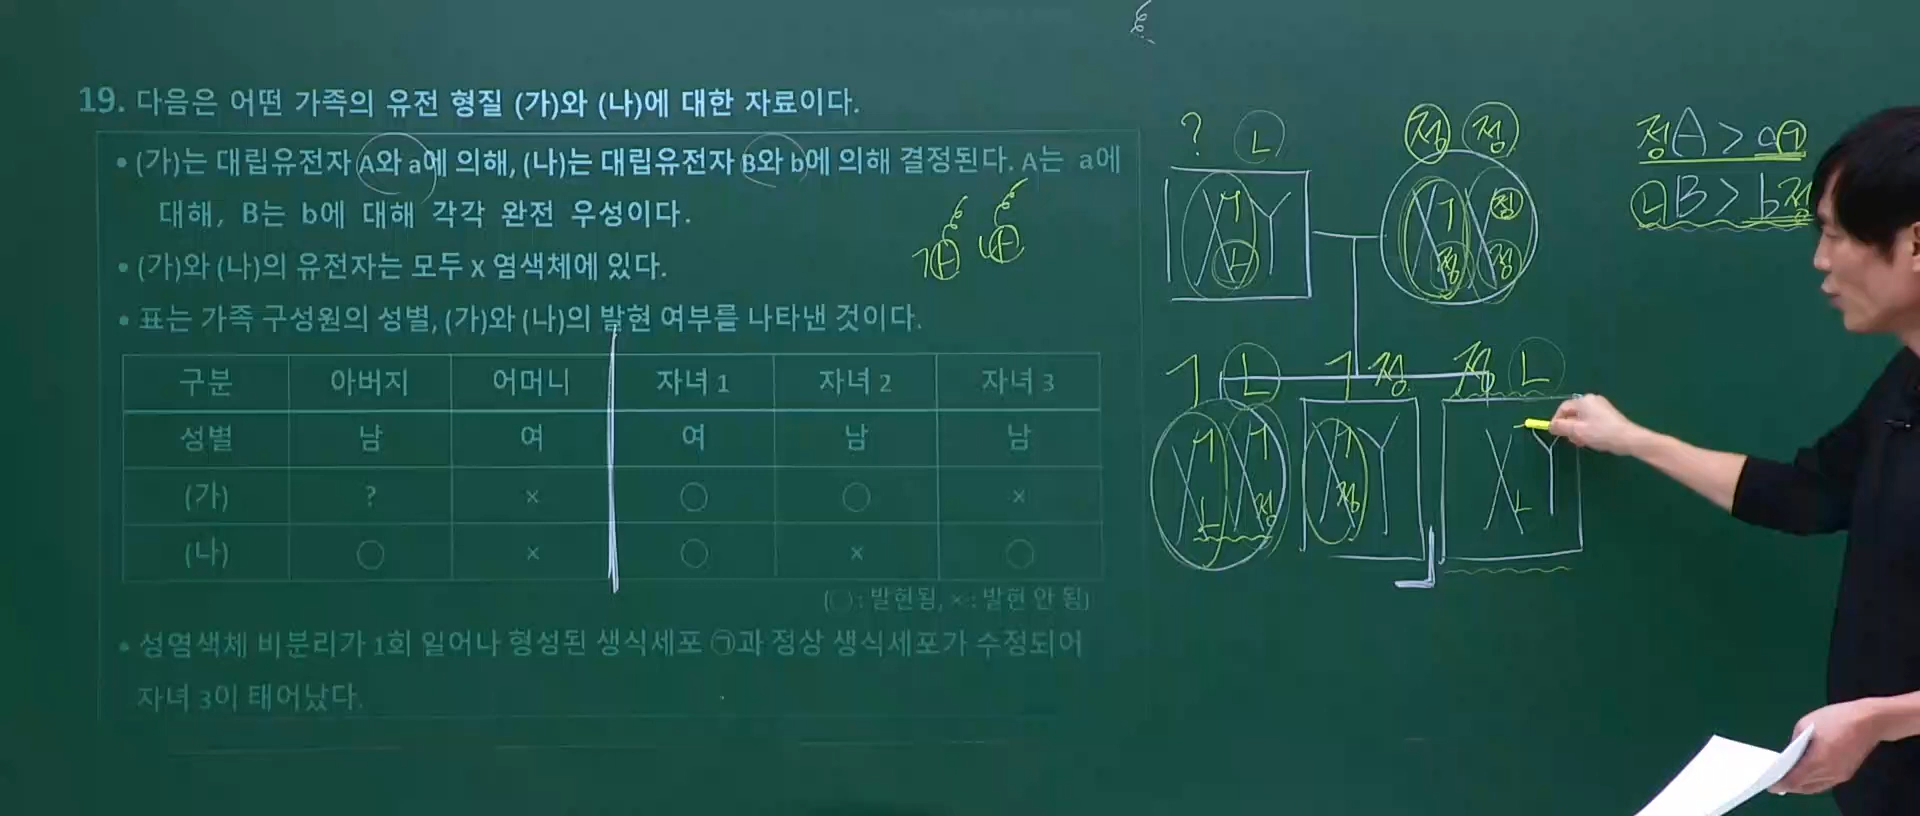 19. 다음은 어떤 가족의 유전 형질 (가)와 (나)에 대한 자료이다.
• (가)는 대립유전자 A와 a에 의해, (나)는 대립유전자 B와 b에 의해 결정된다. A는 a에
대해, B는 b에 대해 각각 완전 우성이다.
• (가)와 (나)의 유전자는 모두 X 염색체에 있다.
• 표는 가족 구성원의 성별, (가)와 (나)의 발현 여부를 나타낸 것이다.
구분 아버지 어머니 자녀 1 자녀 2 자녀 3
성별 남 여 여 남 남
(가) ? × ○ ○ ×
(나) ○ × ○ × ○
(○: 발현됨, ×: 발현 안 됨)
• 성염색체 비분리가 1회 일어나 형성된 생식세포 ㉠과 정상 생식세포가 수정되어
자녀 3이 태어났다.
? ㄴ 정 정
X ㄱ Y X ㄱ X 정
ㄴ 정 정
ㄱ ㄴ ㄱ 정 정 ㄴ
X ㄱ X ㄱ X ㄱ Y X Y
ㄴ 정 정 ㄴ
정 A > a ㄱ
ㄴ B > b 정